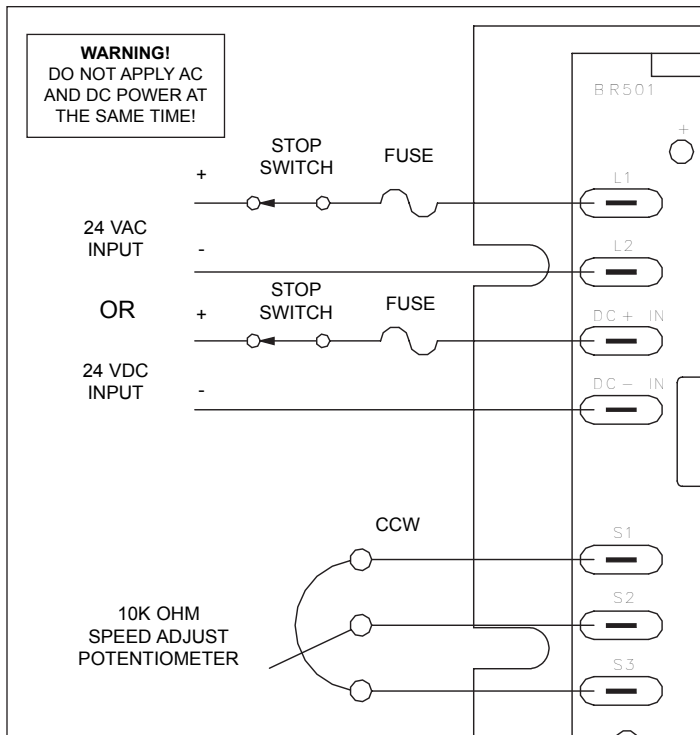 WARNING!
DO NOT APPLY AC
AND DC POWER AT
THE SAME TIME!
BR501
+
STOP
SWITCH
FUSE
+
L1
24 VAC
INPUT
-
L2
OR
STOP
SWITCH
FUSE
+
DC+ IN
24 VDC
INPUT
-
DC- IN
CCW
S1
10K OHM
SPEED ADJUST
POTENTIOMETER
S2
S3